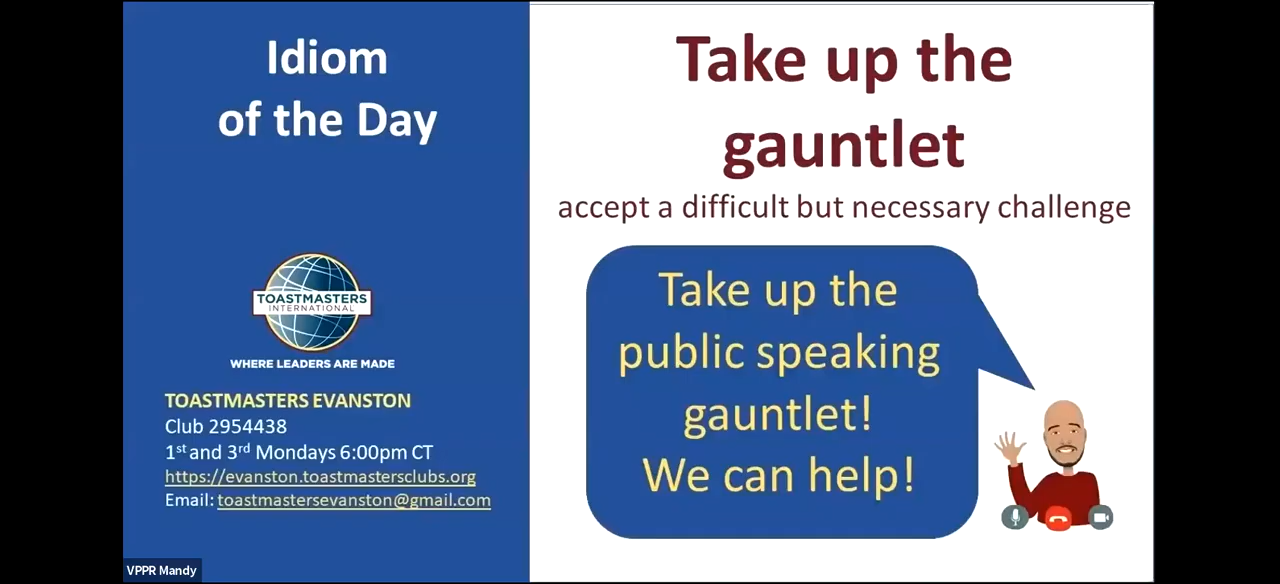 Idiom
of the Day
TOASTMASTERS
INTERNATIONAL
WHERE LEADERS ARE MADE
TOASTMASTERS EVANSTON
Club 2954438
1st and 3rd Mondays 6:00pm CT
https://evanston.toastmastersclubs.org
Email: toastmastersevanston@gmail.com
VPPR Mandy
Take up the
gauntlet
accept a difficult but necessary challenge
Take up the
public speaking
gauntlet!
We can help!